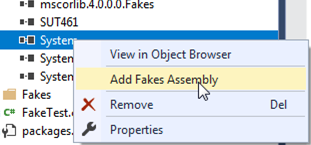 mscorlib.4.0.0.0.Fakes
SUT461
System
View in Object Browser
System
Add Fakes Assembly
System
Fakes
Remove Del
FakeTest.c
packages.
Properties